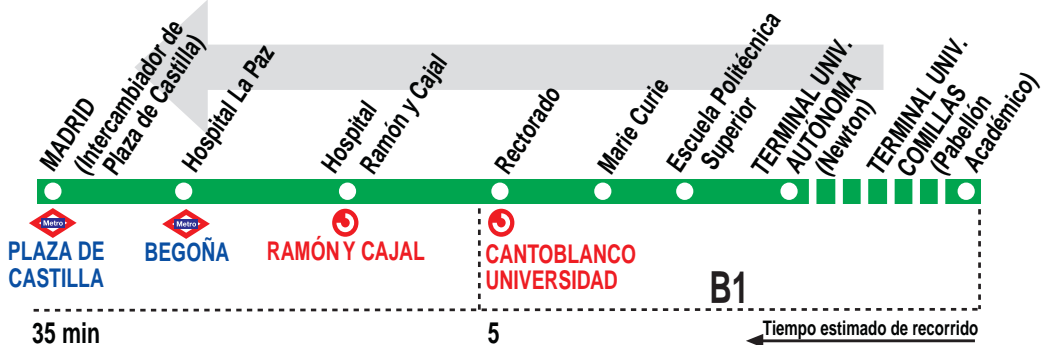 MADRID
(Intercambiador de
Plaza de Castilla)
Hospital La Paz
Hospital
Ramón y Cajal
Rectorado
Marie Curie
Escuela Politécnica
Superior
TERMINAL UNIV.
AUTÓNOMA
(Newton)
TERMINAL UNIV.
COMILLAS
(Pabellón
Académico)
Metro
PLAZA DE
CASTILLA
Metro
BEGOÑA
RAMÓN Y CAJAL
CANTOBLANCO
UNIVERSIDAD
B1
35 min
5
Tiempo estimado de recorrido